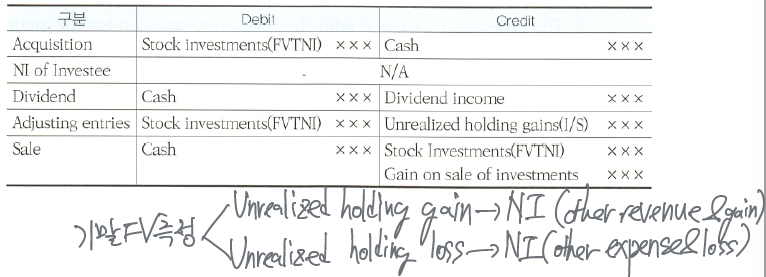 구분 Debit Credit
Acquisition Stock investments(FVTNI) ××× Cash ×××
NI of Investee N/A
Dividend Cash ××× Dividend income ×××
Adjusting entries Stock investments(FVTNI) ××× Unrealized holding gains(I/S) ×××
Sale Cash ××× Stock Investments(FVTNI) ×××
Gain on sale of investments ×××
Unrealized holding gain→NI (other revenue&gain)
기말FV측정
Unrealized holding loss→NI(other expense&loss)